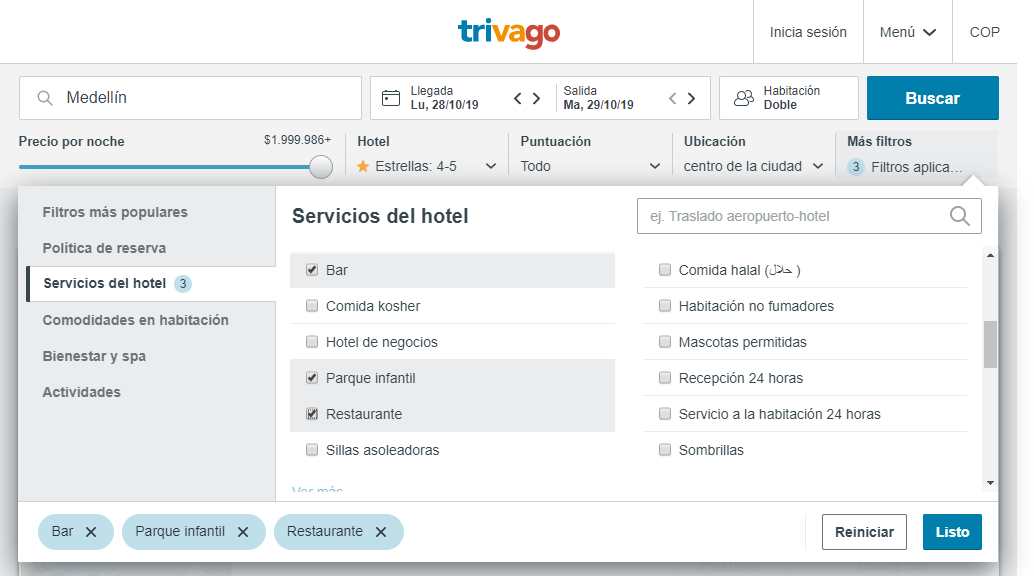 trivago
Inicia sesión
Menú
COP
Medellín
Llegada
Lu, 28/10/19
Salida
Ma, 29/10/19
Habitación
Doble
Buscar
Precio por noche
$1.999.986+
Hotel
Estrellas: 4-5
Puntuación
Todo
Ubicación
centro de la ciudad
Más filtros
3 Filtros aplica...
Filtros más populares
Política de reserva
Servicios del hotel 3
Comodidades en habitación
Bienestar y spa
Actividades
Servicios del hotel
ej. Traslado aeropuerto-hotel
Bar
Comida kosher
Hotel de negocios
Parque infantil
Restaurante
Sillas asoleadoras
Ver más
Comida halal (حلال )
Habitación no fumadores
Mascotas permitidas
Recepción 24 horas
Servicio a la habitación 24 horas
Sombrillas
Bar
Parque infantil
Restaurante
Reiniciar
Listo